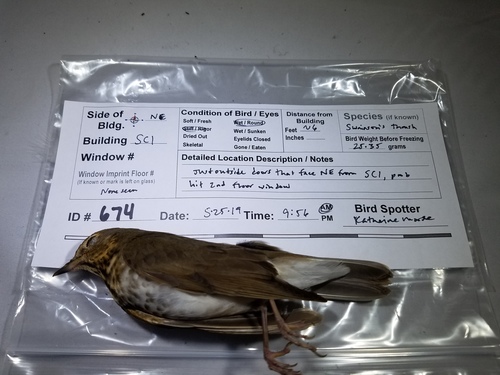 Side of Bldg. NE
Building SC1
Window #
Window Imprint Floor #
(If known or mark is left on glass)
None seen
Condition of Bird / Eyes
Soft / Fresh Wet / Round
Stiff / Rigor Wet / Sunken
Dried Out Eyelids Closed
Skeletal Gone / Eaten
Distance from Building
Feet ~6
Inches
Species (if known)
Swainson's Thrush
Bird Weight Before Freezing
25.35 grams
Detailed Location Description / Notes
Just outside doors that face NE from SC1, prob
hit 2nd floor window
ID # 674 Date: 5-25-19 Time: 9:56 AM PM
Bird Spotter
Katherine